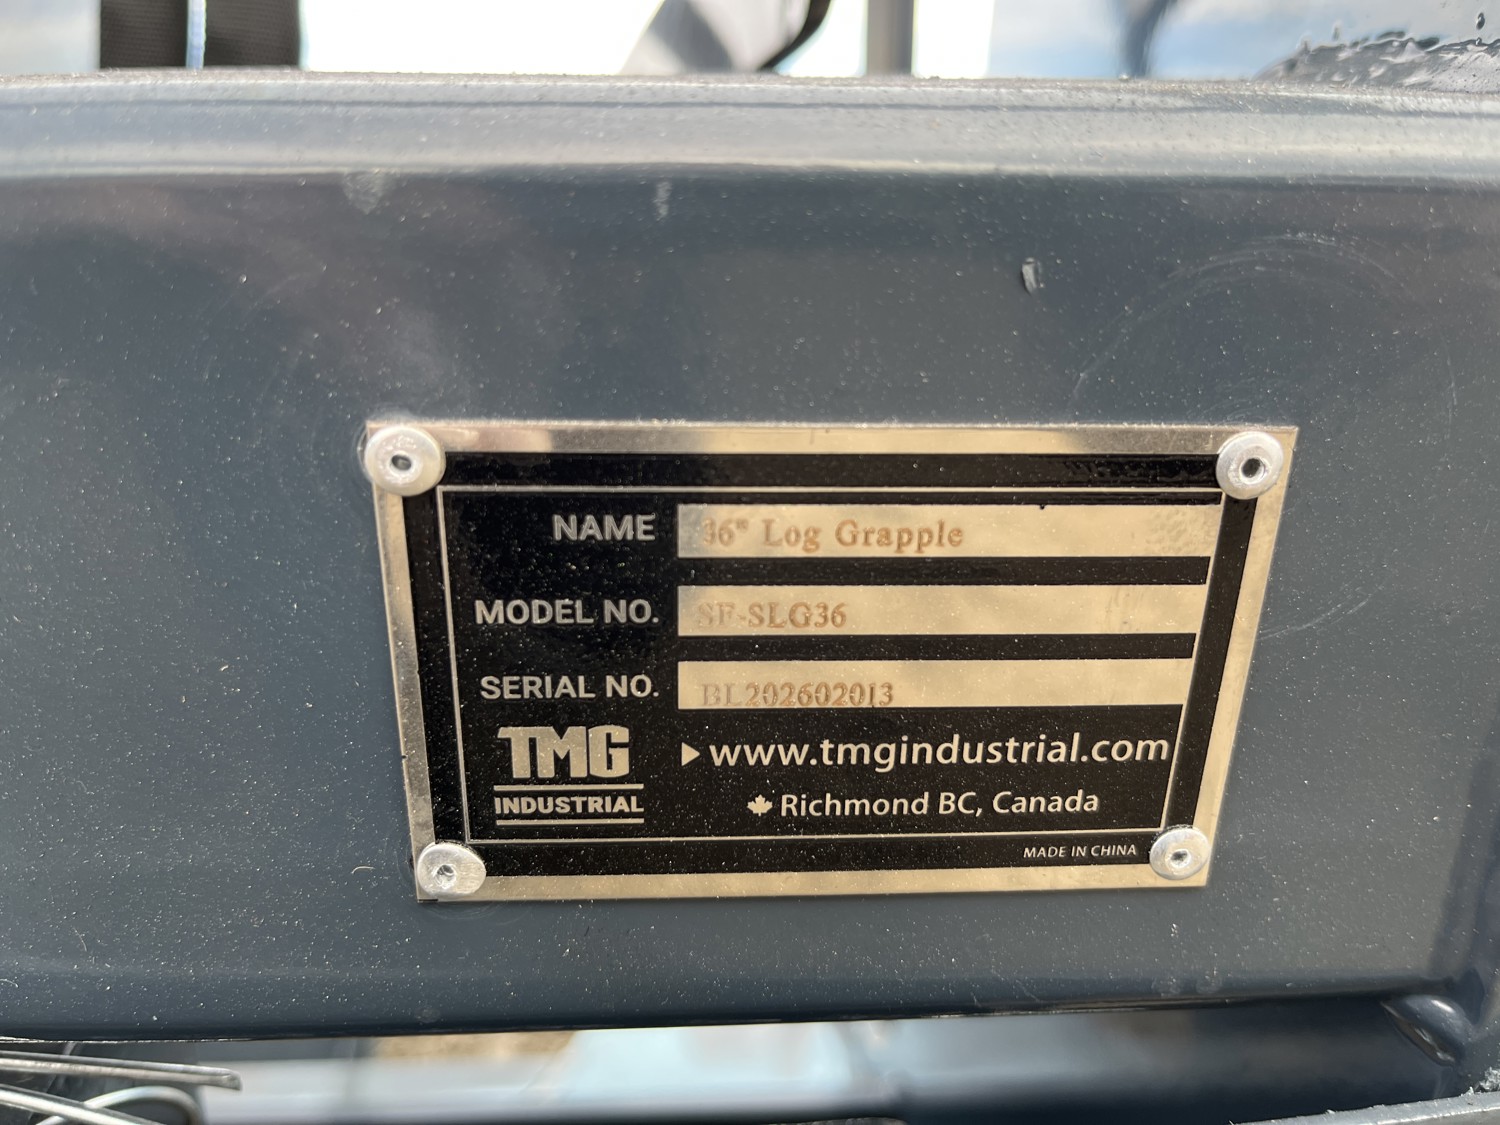 NAME 36" Log Grapple
MODEL NO. SF-SLG36
SERIAL NO. BL202602013
TMG
INDUSTRIAL
www.tmgindustrial.com
Richmond BC, Canada
MADE IN CHINA